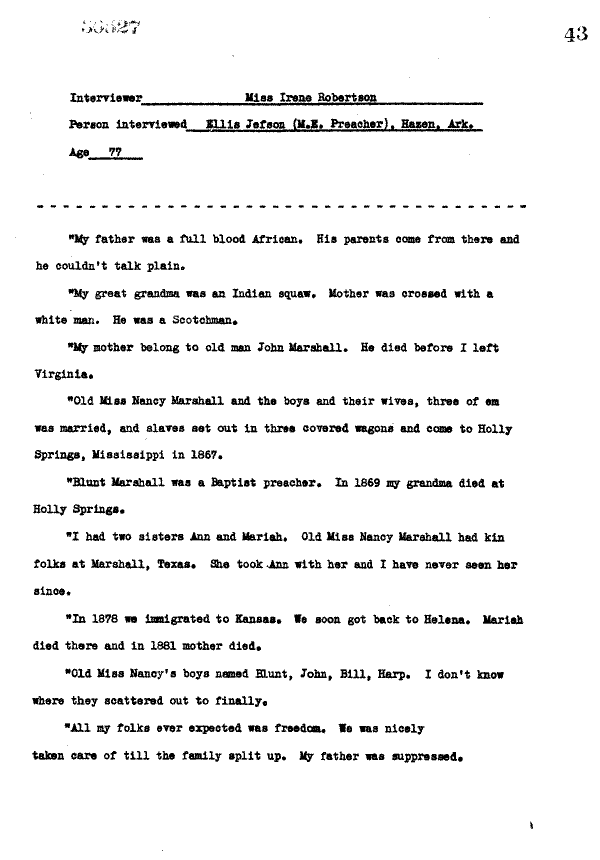 30827
43
Interviewer Miss Irene Robertson
Person interviewed Ellis Jefson (M.E. Preacher), Hazen, Ark.
Age 77
- - - - - - - - - - - - - - - - - - - - - - - - - - - - - - - - - - - - - -
"My father was a full blood African. His parents come from there and
he couldn't talk plain.
"My great grandma was an Indian squaw. Mother was crossed with a
white man. He was a Scotchman.
"My mother belong to old man John Marshall. He died before I left
Virginia.
"Old Miss Nancy Marshall and the boys and their wives, three of em
was married, and slaves set out in three covered wagons and come to Holly
Springs, Mississippi in 1867.
"Blunt Marshall was a Baptist preacher. In 1869 my grandma died at
Holly Springs.
"I had two sisters Ann and Mariah. Old Miss Nancy Marshall had kin
folks at Marshall, Texas. She took Ann with her and I have never seen her
since.
"In 1878 we immigrated to Kansas. We soon got back to Helena. Mariah
died there and in 1881 mother died.
"Old Miss Nancy's boys named Blunt, John, Bill, Harp. I don't know
where they scattered out to finally.
"All my folks ever expected was freedom. We was nicely
taken care of till the family split up. My father was suppressed.